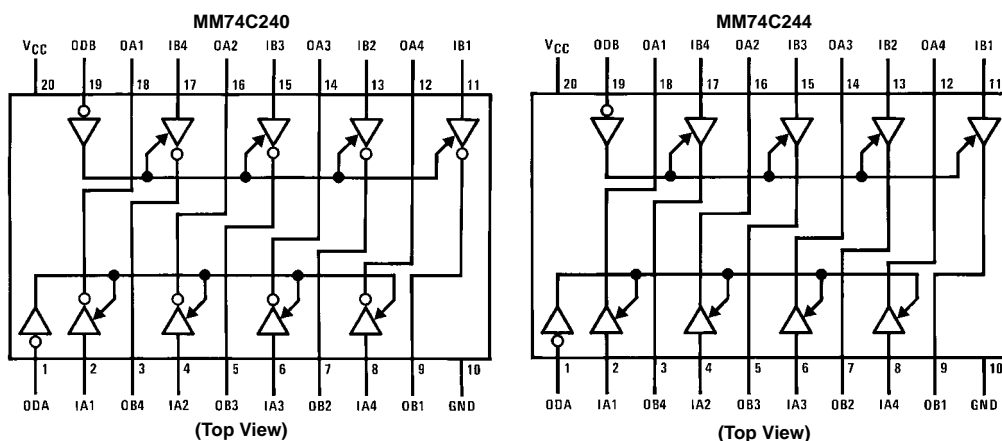 MM74C240
VCC ODB OA1 IB4 OA2 IB3 OA3 IB2 OA4 IB1
20 19 18 17 16 15 14 13 12 11
1 2 3 4 5 6 7 8 9 10
ODA IA1 OB4 IA2 OB3 IA3 OB2 IA4 OB1 GND
(Top View)
MM74C244
VCC ODB OA1 IB4 OA2 IB3 OA3 IB2 OA4 IB1
20 19 18 17 16 15 14 13 12 11
1 2 3 4 5 6 7 8 9 10
ODA IA1 OB4 IA2 OB3 IA3 OB2 IA4 OB1 GND
(Top View)